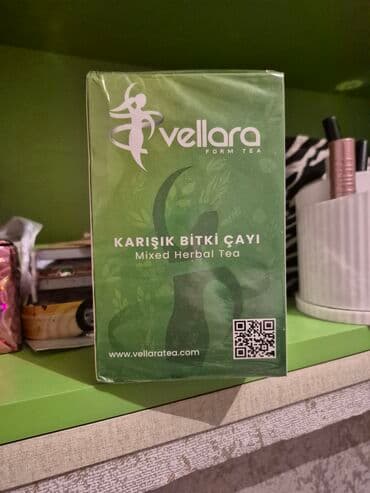 vellara
FORM TEA
KARIŞIK BİTKİ ÇAYI
Mixed Herbal Tea
www.vellaratea.com